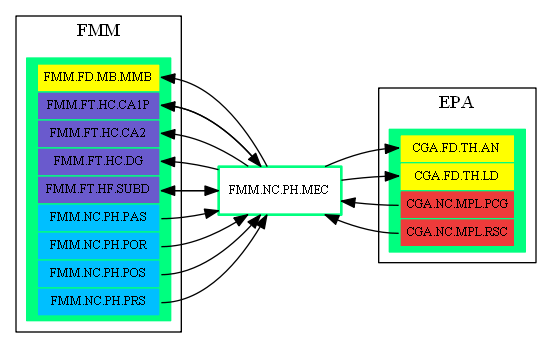 FMM
FMM.FD.MB.MMB
FMM.FT.HC.CA1P
FMM.FT.HC.CA2
FMM.FT.HC.DG
FMM.FT.HF.SUBD
FMM.NC.PH.PAS
FMM.NC.PH.POR
FMM.NC.PH.POS
FMM.NC.PH.PRS
FMM.NC.PH.MEC
EPA
CGA.FD.TH.AN
CGA.FD.TH.LD
CGA.NC.MPL.PCG
CGA.NC.MPL.RSC